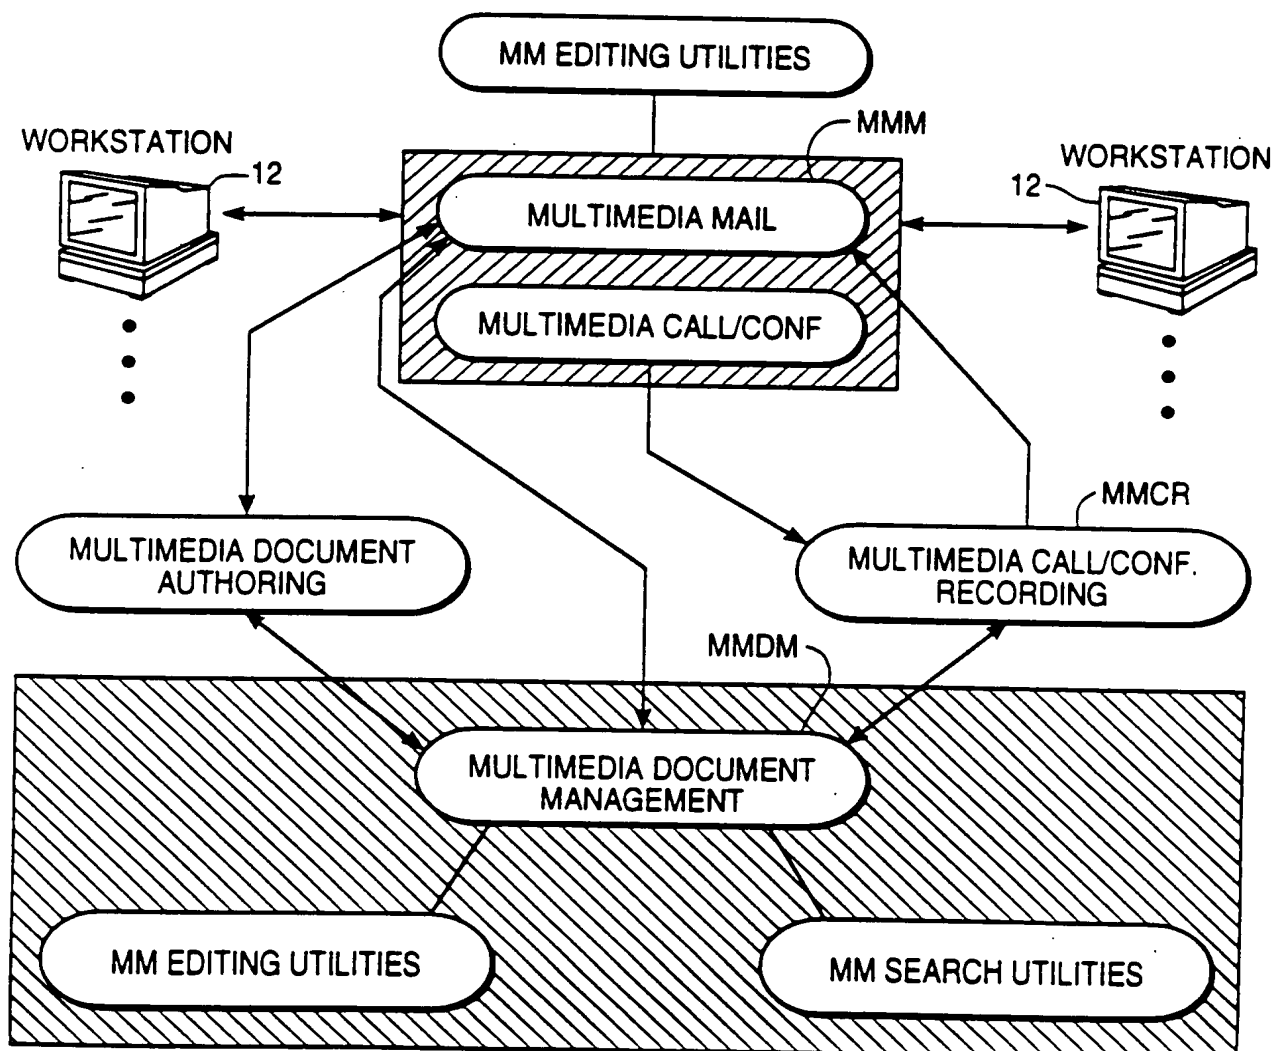 MM EDITING UTILITIES
MMM
WORKSTATION
12
WORKSTATION
12
MULTIMEDIA MAIL
MULTIMEDIA CALL/CONF
MMCR
MULTIMEDIA DOCUMENT
AUTHORING
MULTIMEDIA CALL/CONF.
RECORDING
MMDM
MULTIMEDIA DOCUMENT
MANAGEMENT
MM EDITING UTILITIES
MM SEARCH UTILITIES